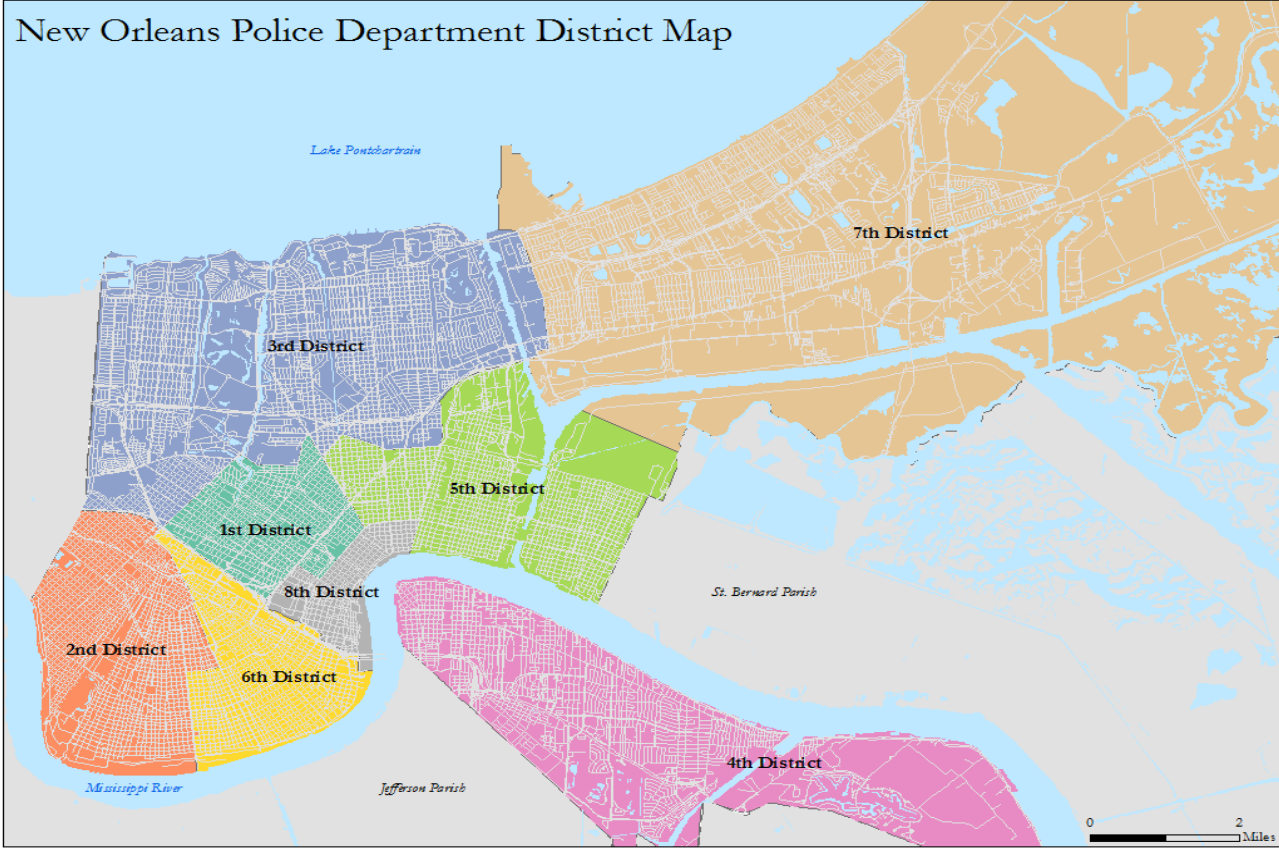 New Orleans Police Department District Map
Lake Pontchartrain
7th District
3rd District
5th District
1st District
8th District
St. Bernard Parish
2nd District
6th District
4th District
Mississippi River
Jefferson Parish
0 2
Miles